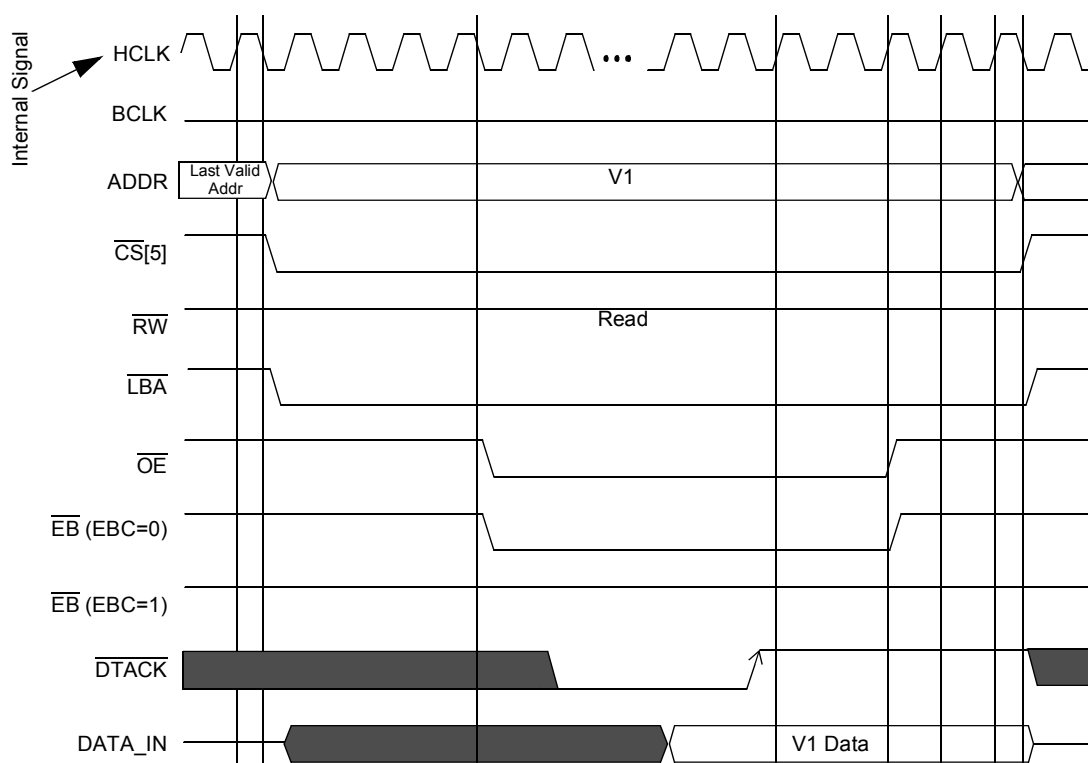 Internal Signal
HCLK
...
BCLK
ADDR
Last Valid
Addr
V1
CS[5]
RW
Read
LBA
OE
EB (EBC=0)
EB (EBC=1)
DTACK
DATA_IN
V1 Data